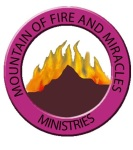 MOUNTAIN OF FIRE AND MIRACLES
MINISTRIES